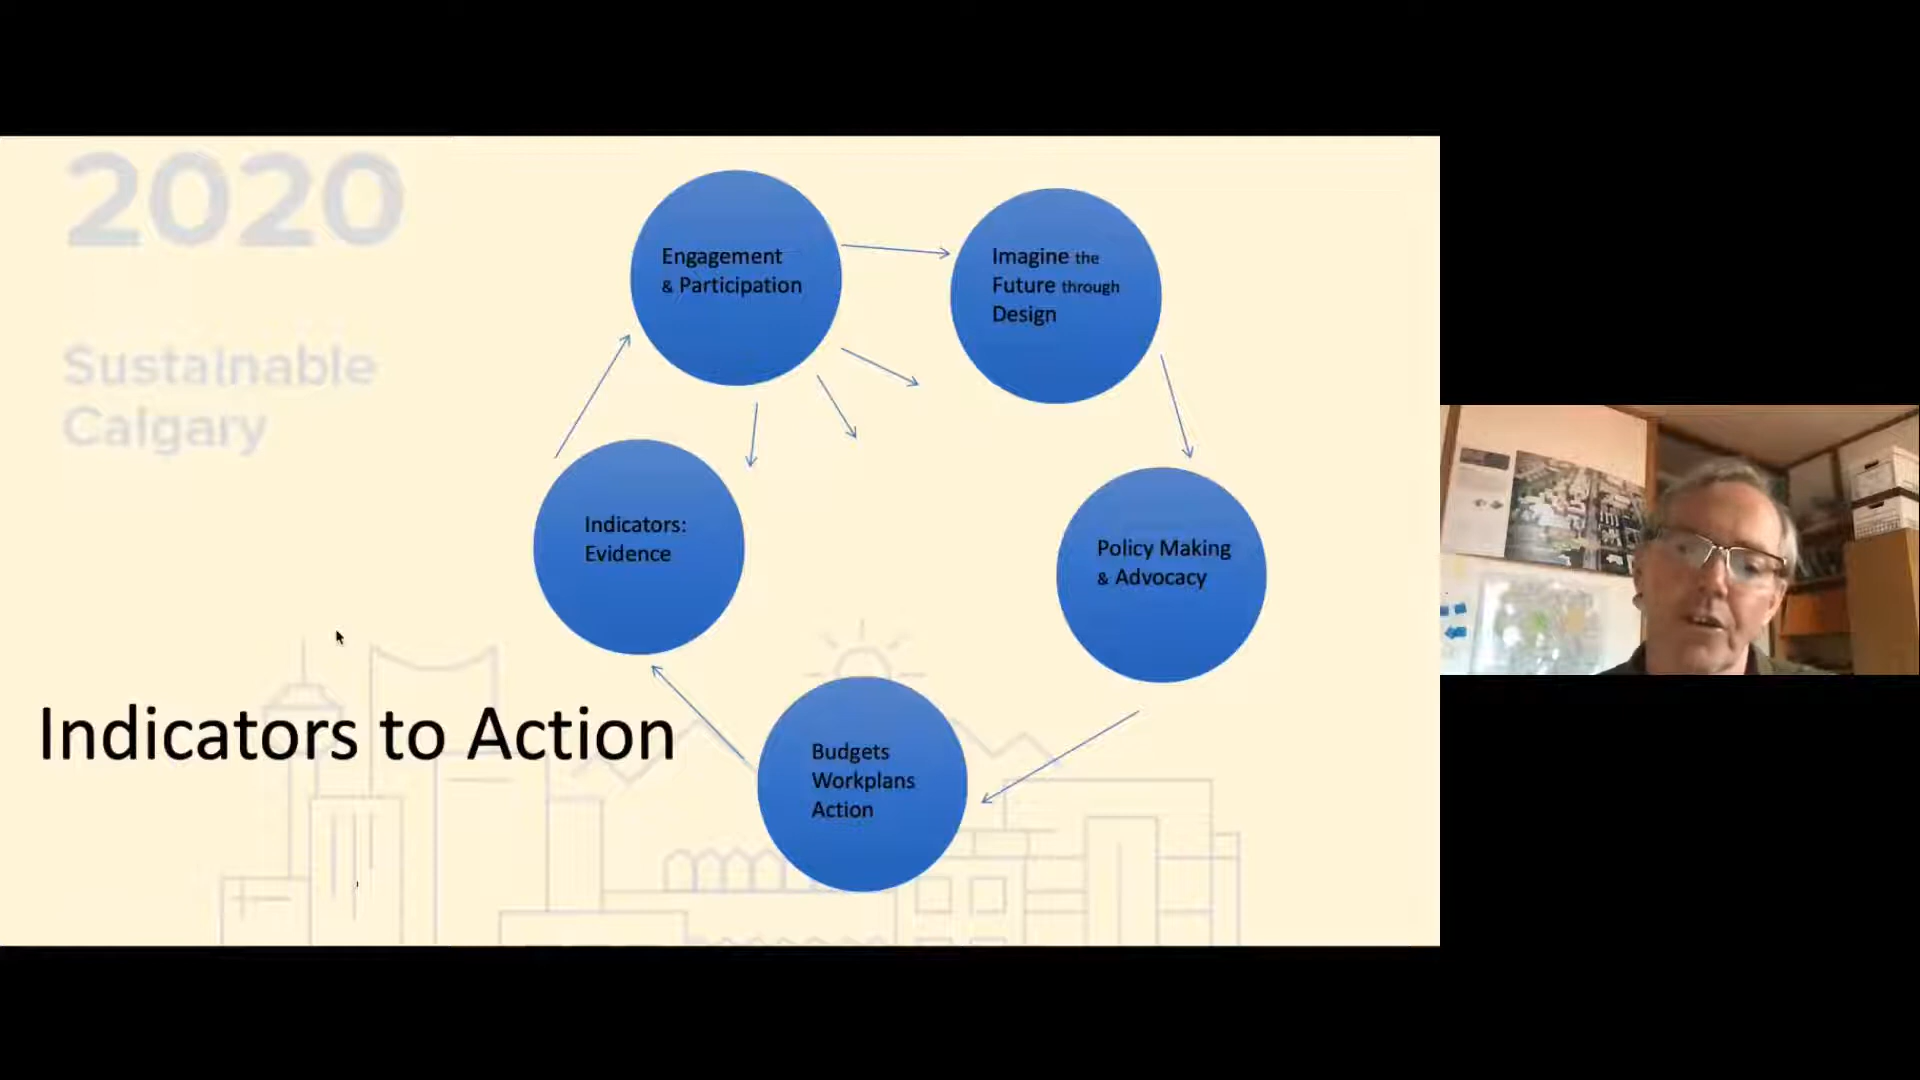 2020
Sustainable
Calgary
Engagement
& Participation
Imagine the
Future through
Design
Indicators:
Evidence
Policy Making
& Advocacy
Budgets
Workplans
Action
Indicators to Action